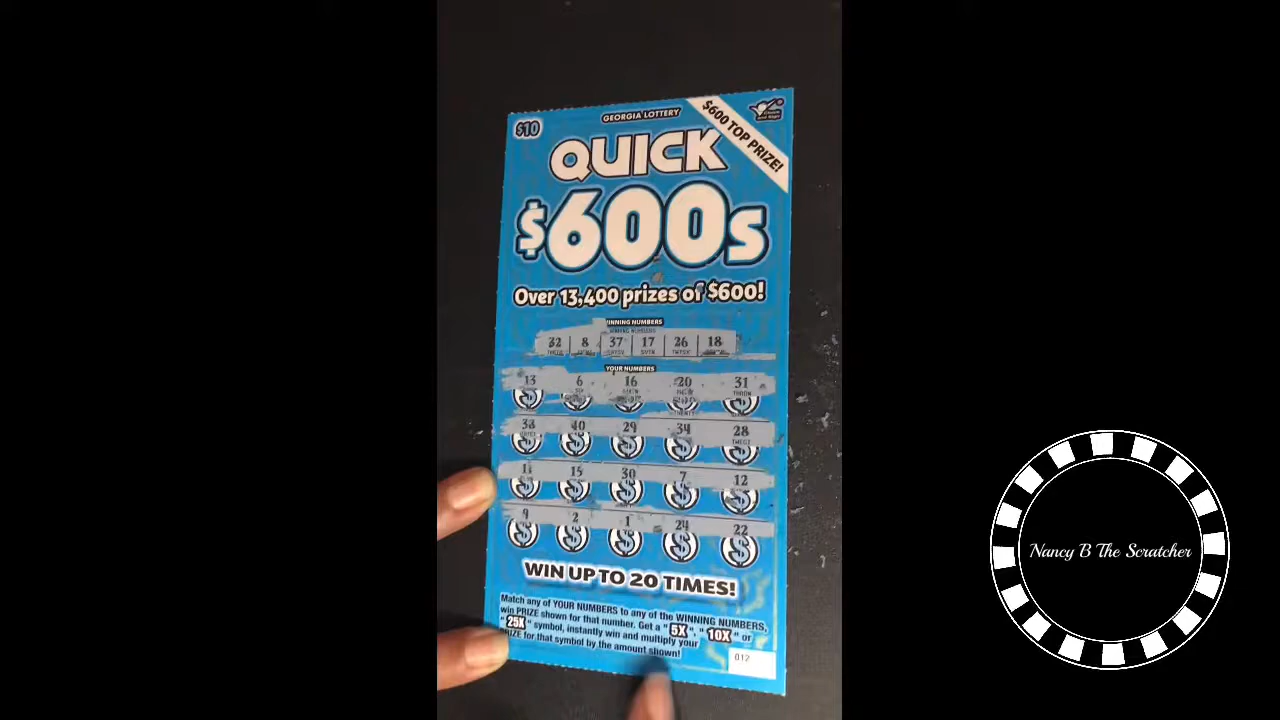 GEORGIA LOTTERY
$10
$600 TOP PRIZE!
QUICK
$600s
Over 13,400 prizes of $600!
WINNING NUMBERS
32 8 37 17 26 18
YOUR NUMBERS
13 6 16 20 31
38 40 29 34 28
11 15 30 7 12
9 2 1 24 22
WIN UP TO 20 TIMES!
Match any of YOUR NUMBERS to any of the WINNING NUMBERS,
win PRIZE shown for that number. Get a "5X", "10X" or
"25X" symbol, instantly win and multiply your
PRIZE for that symbol by the amount shown!
012
Nancy B The Scratcher